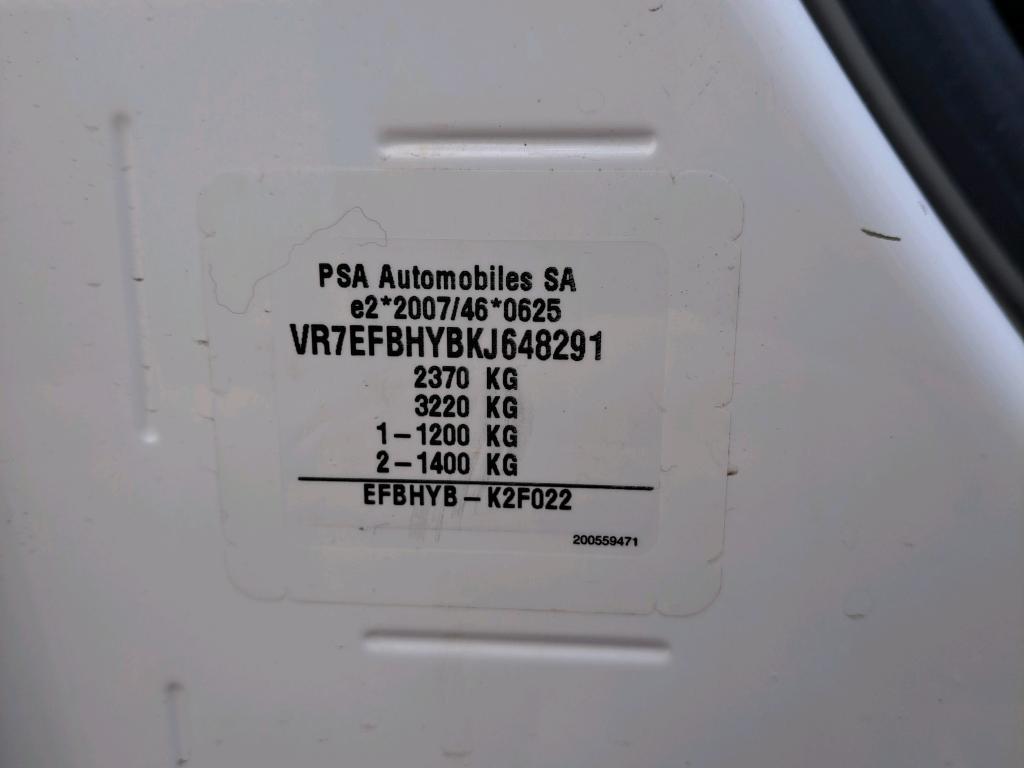 PSA Automobiles SA
e2*2007/46*0625
VR7EFBHYBKJ648291
2370 KG
3220 KG
1-1200 KG
2-1400 KG
EFBHYB-K2F022
200559471